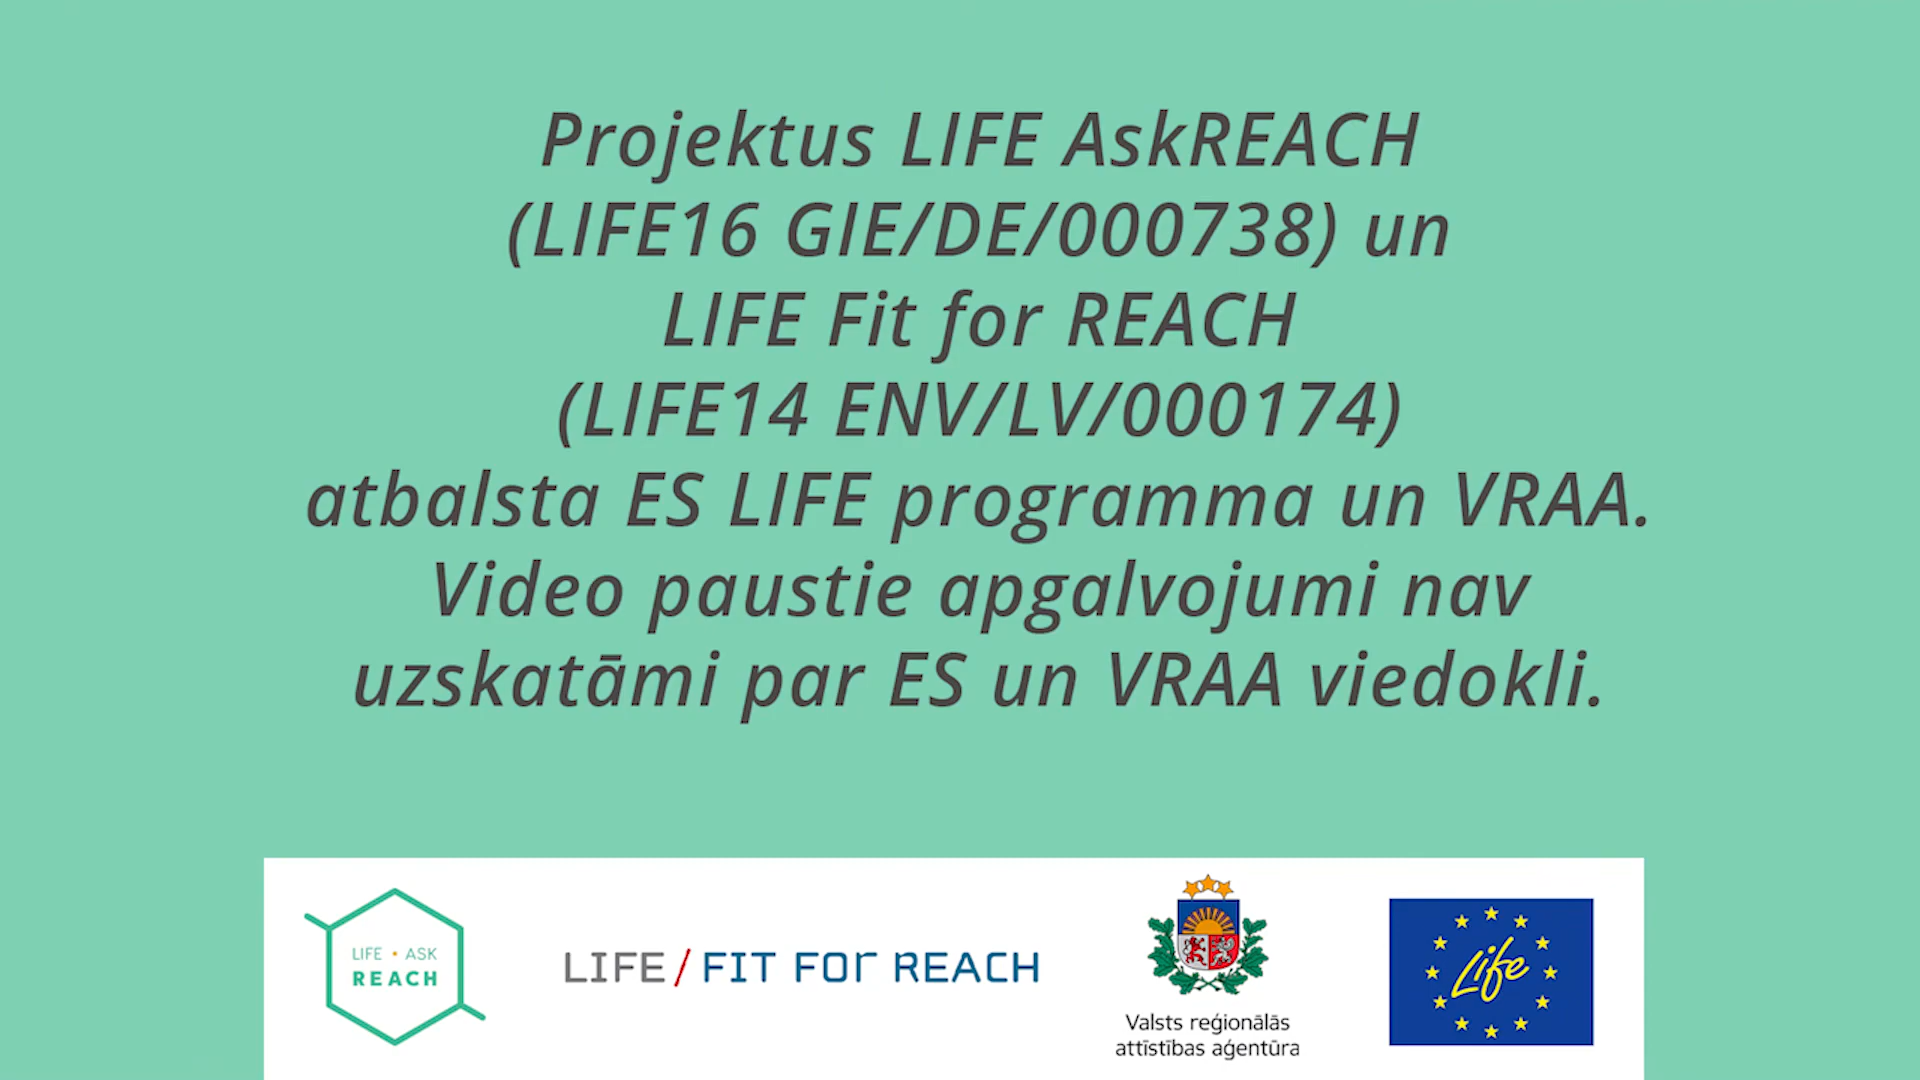 Projektus LIFE AskREACH
(LIFE16 GIE/DE/000738) un
LIFE Fit for REACH
(LIFE14 ENV/LV/000174)
atbalsta ES LIFE programma un VRAA.
Video paustie apgalvojumi nav
uzskatāmi par ES un VRAA viedokli.
LIFE • ASK
REACH
LIFE/FIT FOR REACH
Valsts reģionālās
attīstības aģentūra
Life